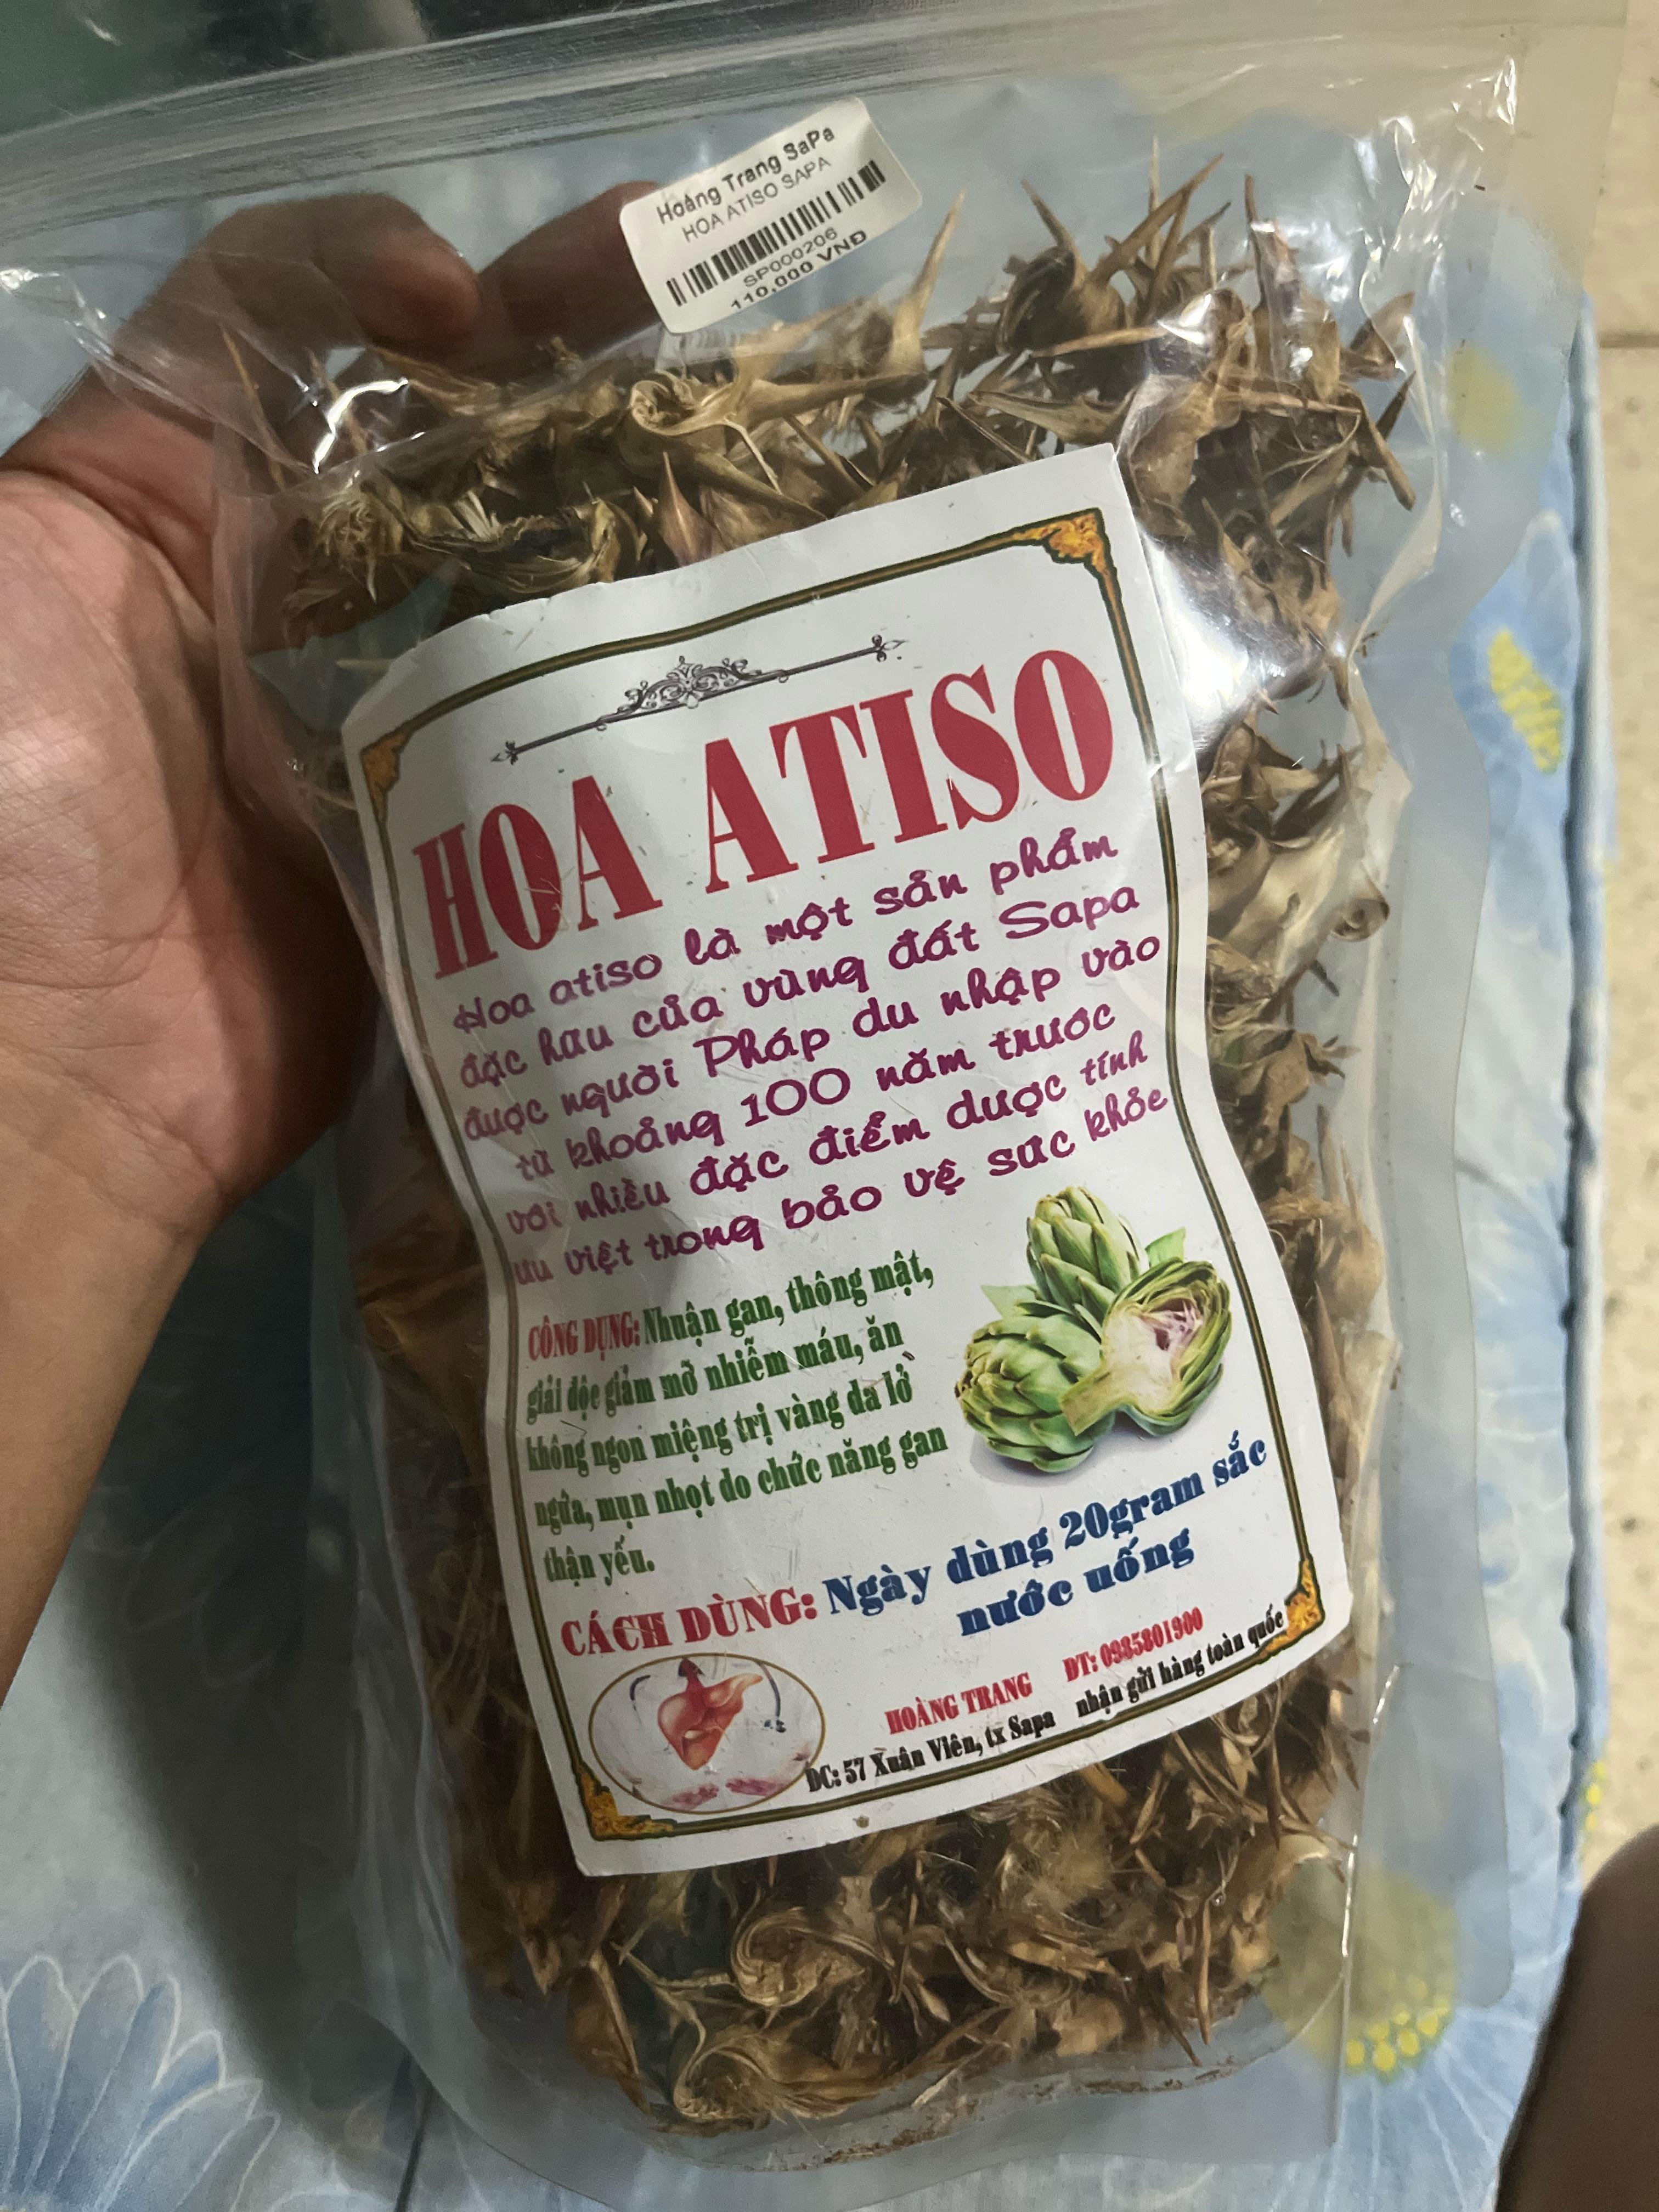 Hoàng Trang SaPa
HOA ATISO SAPA
SP000206
110,000 VNĐ
HOA ATISO
Hoa atiso là một sản phẩm
đặc hữu của vùng đất Sapa
được người Pháp du nhập vào
từ khoảng 100 năm trước
với nhiều đặc điểm dược tính
ưu việt trong bảo vệ sức khỏe
CÔNG DỤNG: Nhuận gan, thông mật,
giải độc giảm mỡ nhiễm máu, ăn
không ngon miệng trị vàng da lở
ngứa, mụn nhọt do chức năng gan
thận yếu.
CÁCH DÙNG: Ngày dùng 20gram sắc
nước uống
HOÀNG TRANG ĐT: 0985801900
ĐC: 57 Xuân Viên, tx Sapa nhận gửi hàng toàn quốc